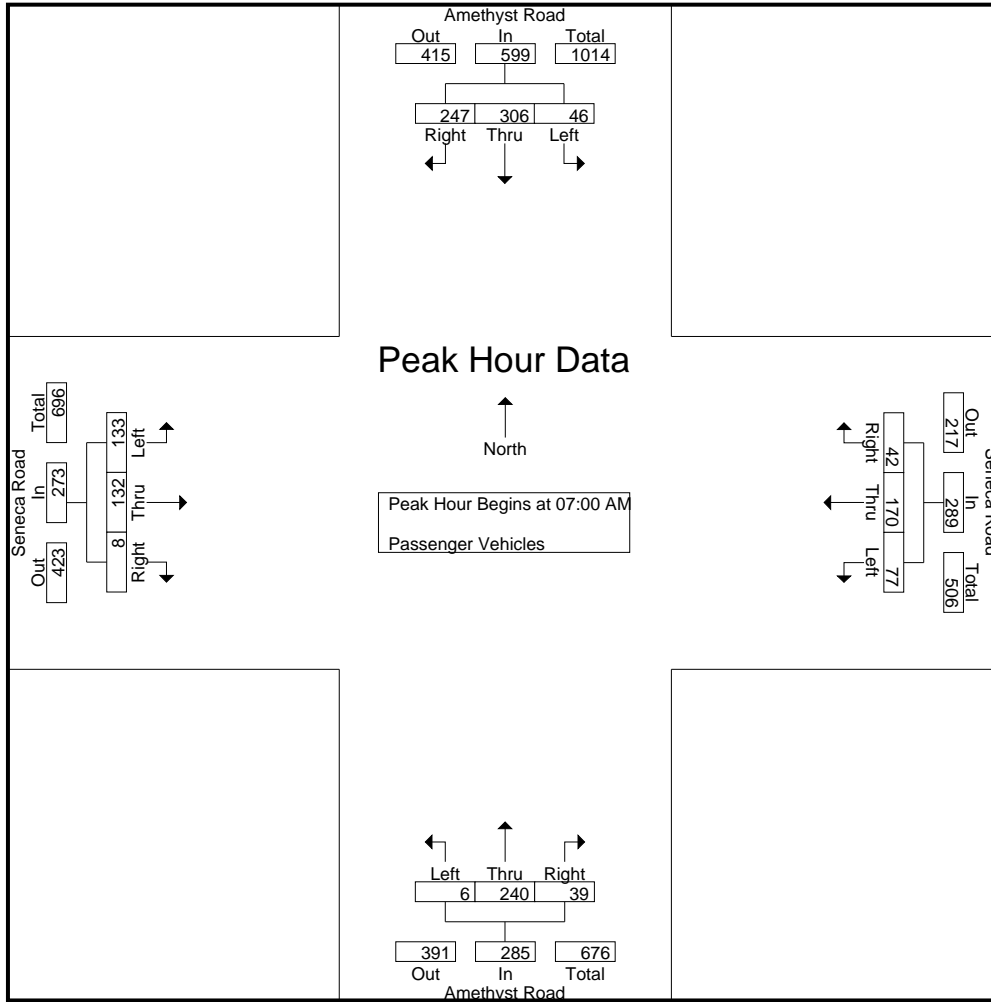 Amethyst Road
Out In Total
415 599 1014
247 306 46
Right Thru Left
Peak Hour Data
North
Peak Hour Begins at 07:00 AM
Passenger Vehicles
Seneca Road
Out In Total
423 273 696
133 132 8
Left Thru Right
Seneca Road
Out In Total
217 289 506
42 170 77
Right Thru Left
Left Thru Right
6 240 39
391 285 676
Out In Total
Amethyst Road